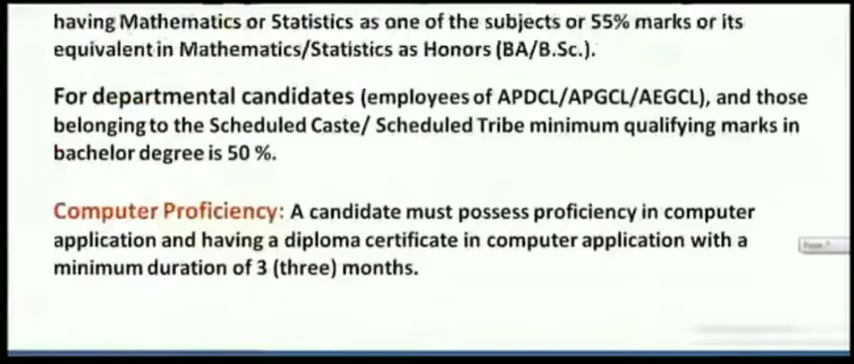 having Mathematics or Statistics as one of the subjects or 55% marks or its
equivalent in Mathematics/Statistics as Honors (BA/B.Sc.).
For departmental candidates (employees of APDCL/APGCL/AEGCL), and those
belonging to the Scheduled Caste/ Scheduled Tribe minimum qualifying marks in
bachelor degree is 50 %.
Computer Proficiency: A candidate must possess proficiency in computer
application and having a diploma certificate in computer application with a
minimum duration of 3 (three) months.